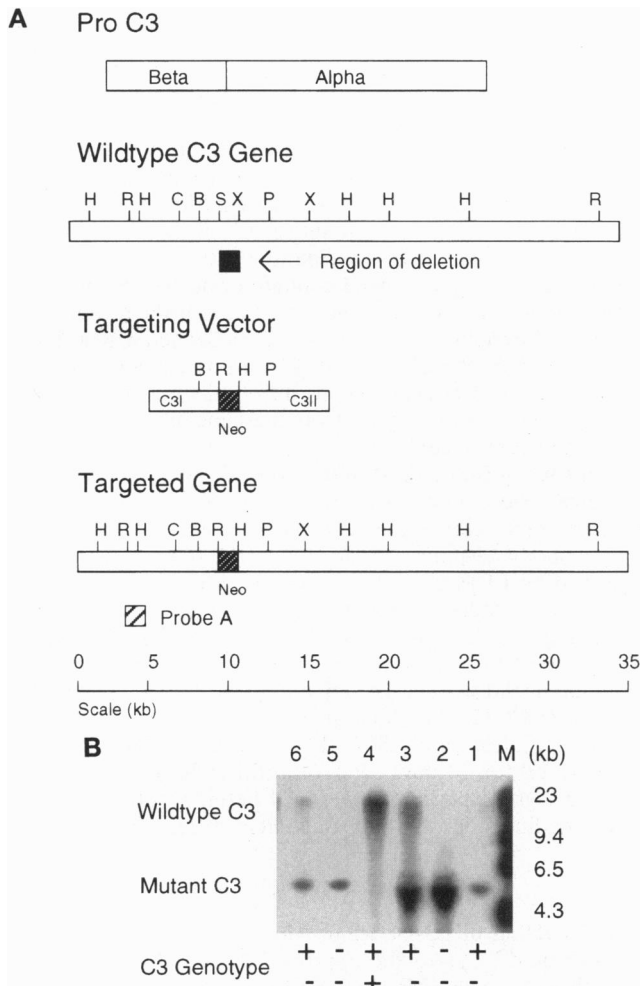 A
Pro C3
Beta Alpha
Wildtype C3 Gene
H R H C B S X P X H H H R
Region of deletion
Targeting Vector
B R H P
C3I C3II
Neo
Targeted Gene
H R H C B R H P X H H H R
Neo
Probe A
0 5 10 15 20 25 30 35
Scale (kb)
B
6 5 4 3 2 1 M (kb)
Wildtype C3 23
9.4
6.5
Mutant C3
4.3
+ - + + - +
C3 Genotype
- - + - - -